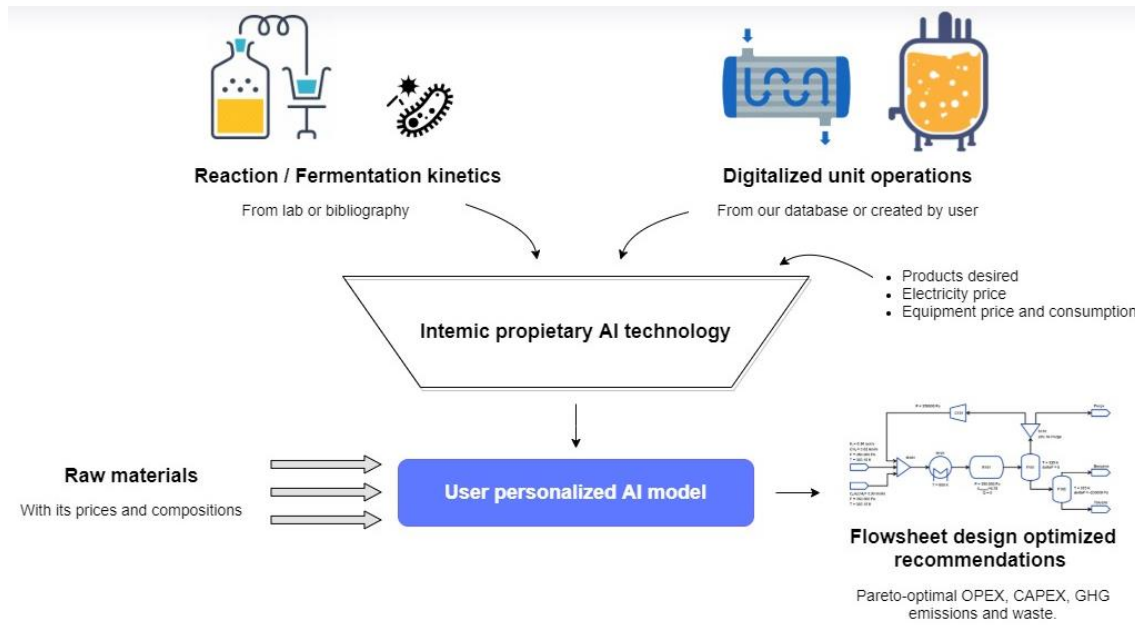 Reaction / Fermentation kinetics
From lab or bibliography
Digitalized unit operations
From our database or created by user
Products desired
Electricity price
Equipment price and consumption
Intemic propietary AI technology
Raw materials
With its prices and compositions
User personalized AI model
Flowsheet design optimized
recommendations
Pareto-optimal OPEX, CAPEX, GHG
emissions and waste.